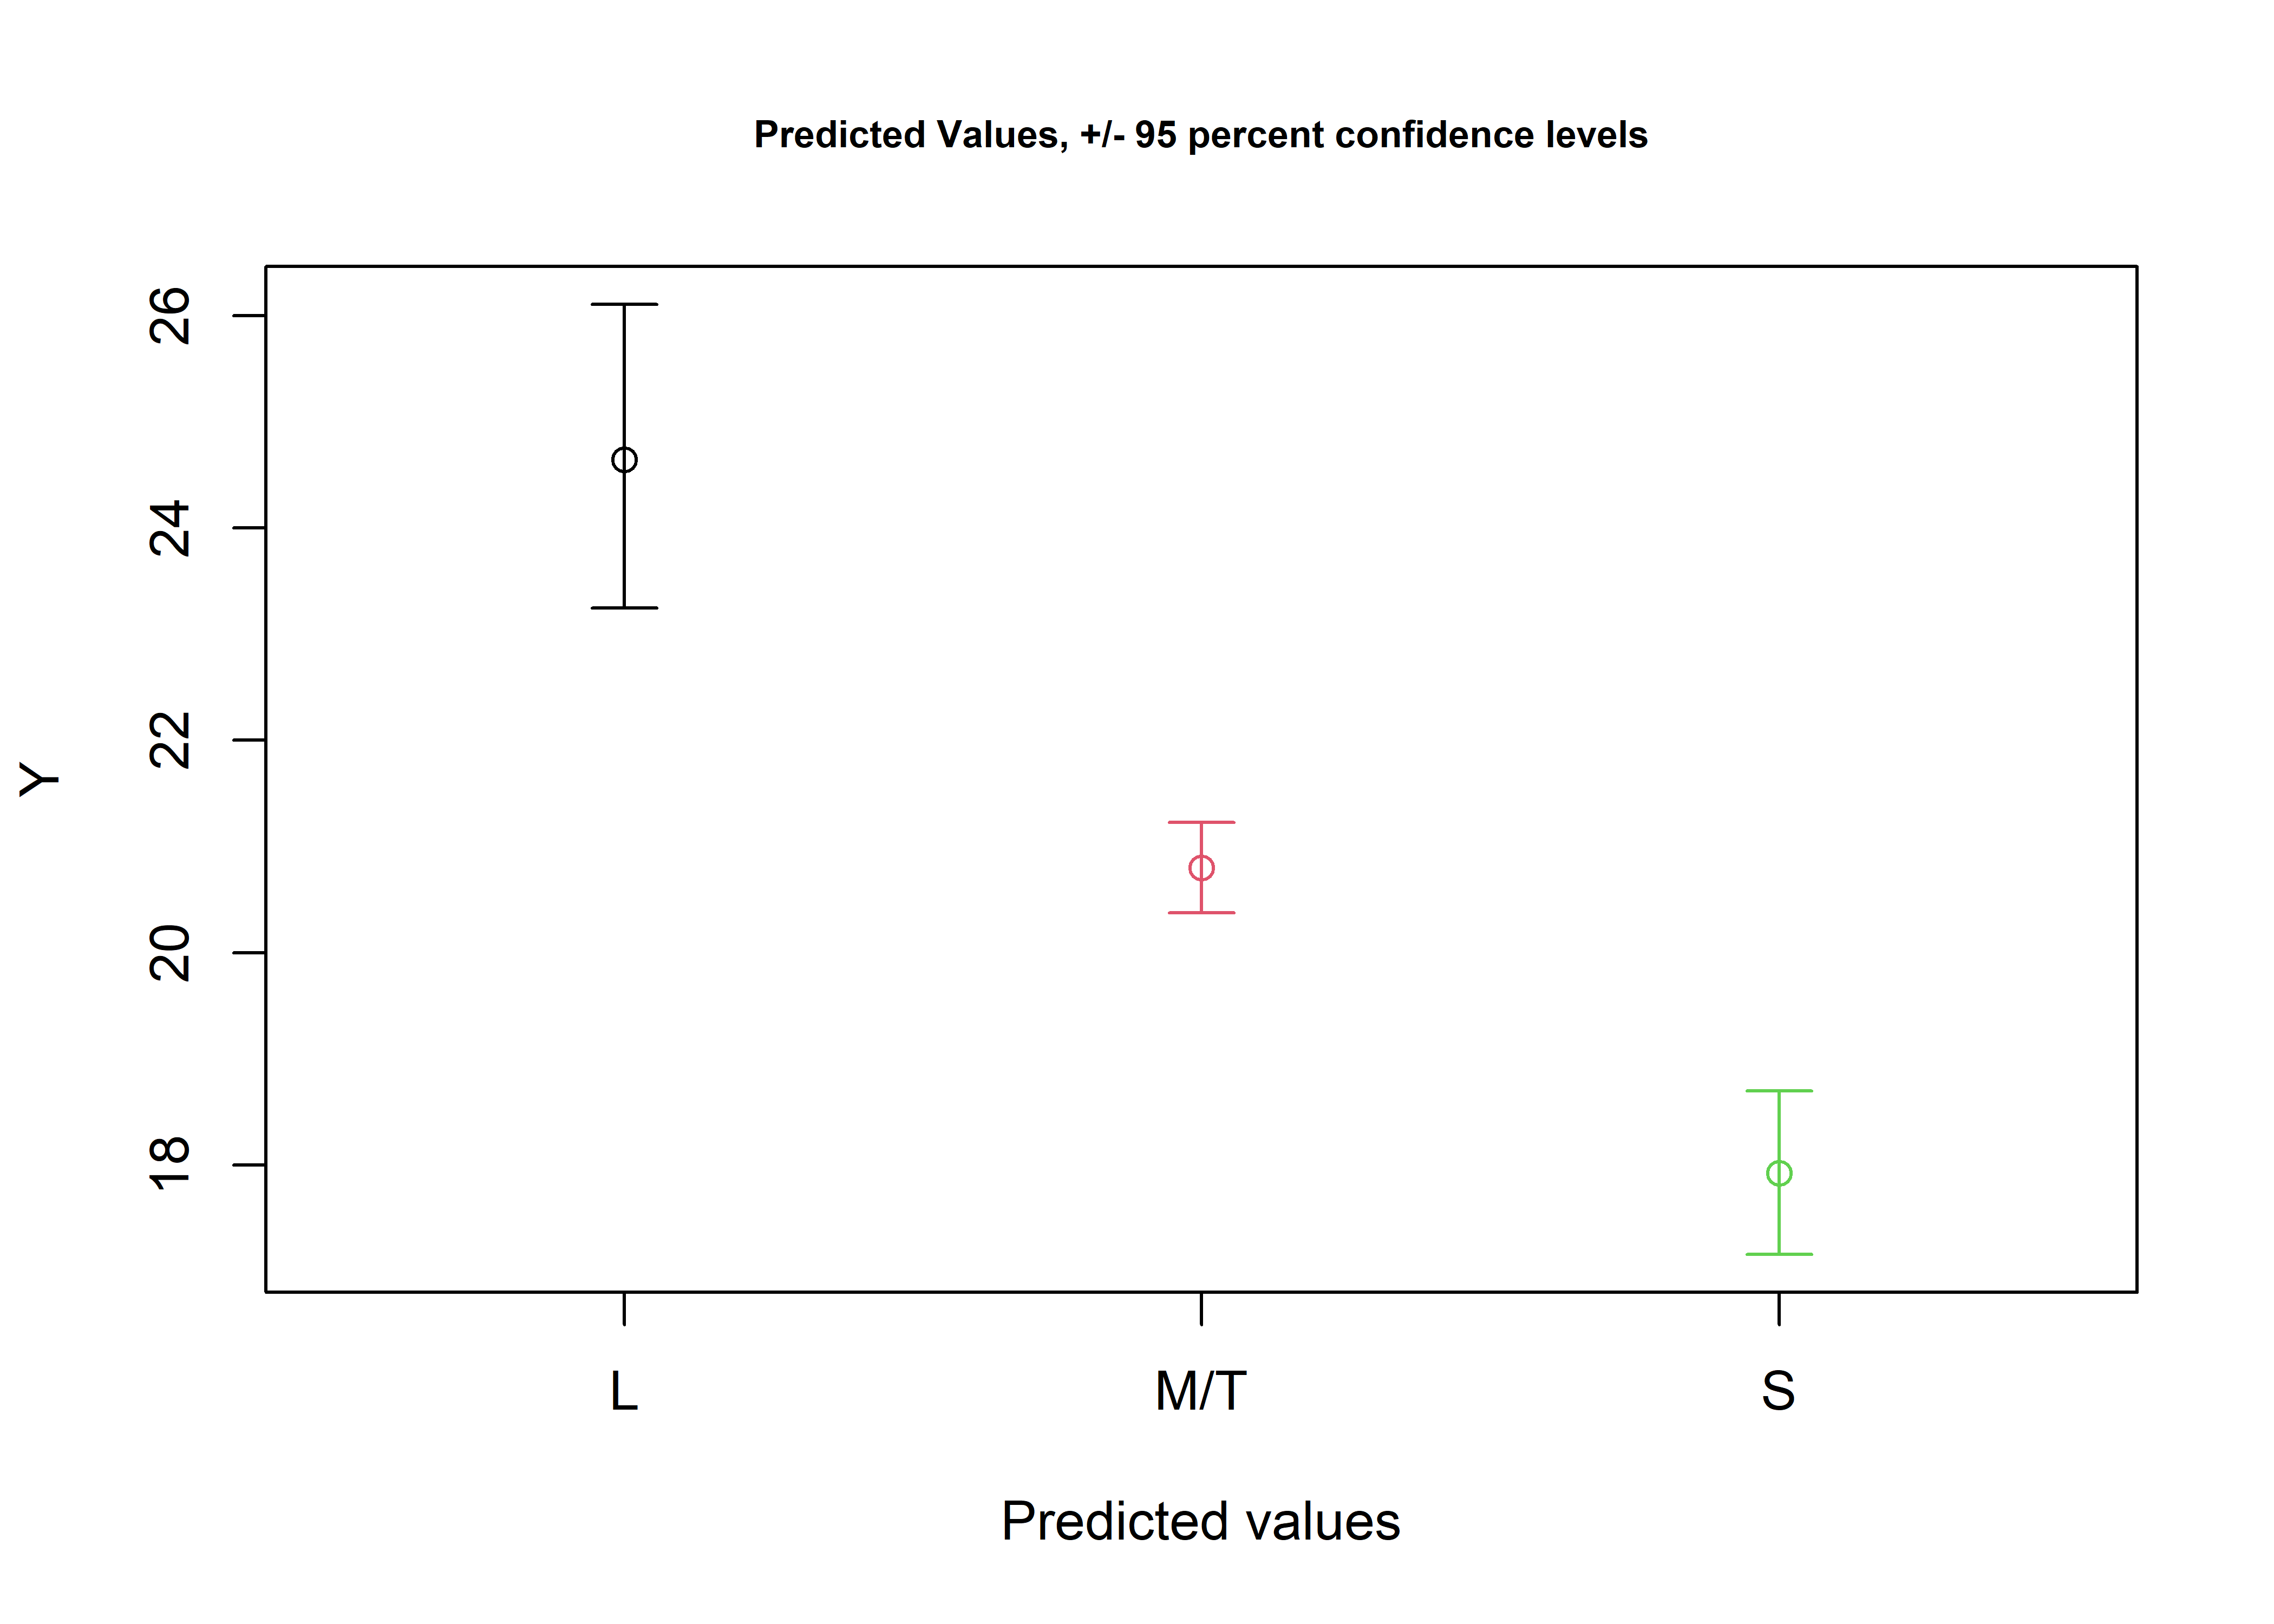 Predicted Values, +/- 95 percent confidence levels
26
24
22
20
18
Y
L M/T S
Predicted values